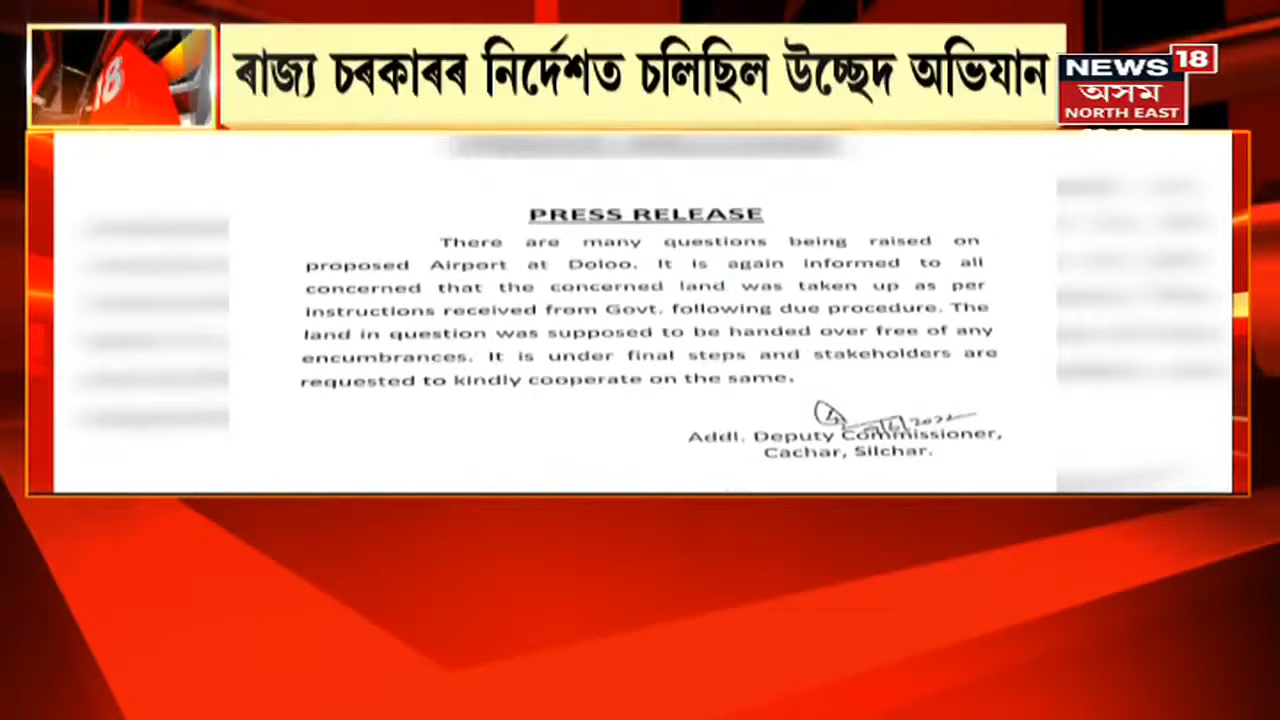 ৰাজ্য চৰকাৰৰ নিৰ্দেশত চলিছিল উচ্ছেদ অভিযান
18
NEWS 18
অসম
NORTH EAST
PRESS RELEASE
There are many questions being raised on
proposed Airport at Doloo. It is again informed to all
concerned that the concerned land was taken up as per
instructions received from Govt. following due procedure. The
land in question was supposed to be handed over free of any
encumbrances. It is under final steps and stakeholders are
requested to kindly cooperate on the same.
2022
Addl. Deputy Commissioner,
Cachar, Silchar.